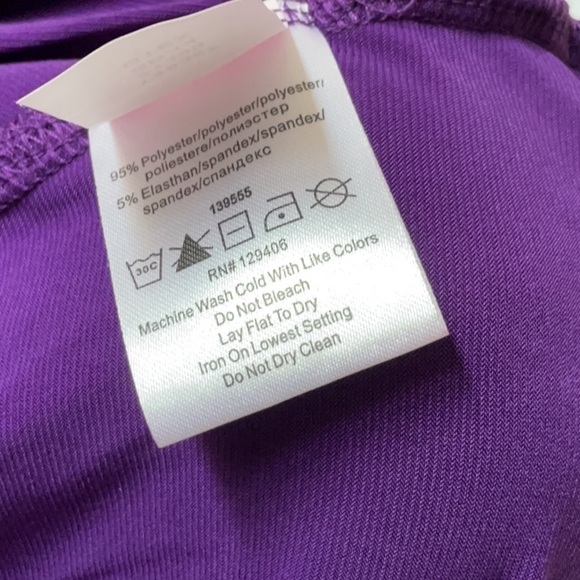 95% Polyester/polyester/polyester/
poliestere/полиэстер
5% Elasthan/spandex/spandex/
spandex/спандекс
139555
30C
RN# 129406
Machine Wash Cold With Like Colors
Do Not Bleach
Lay Flat To Dry
Iron On Lowest Setting
Do Not Dry Clean